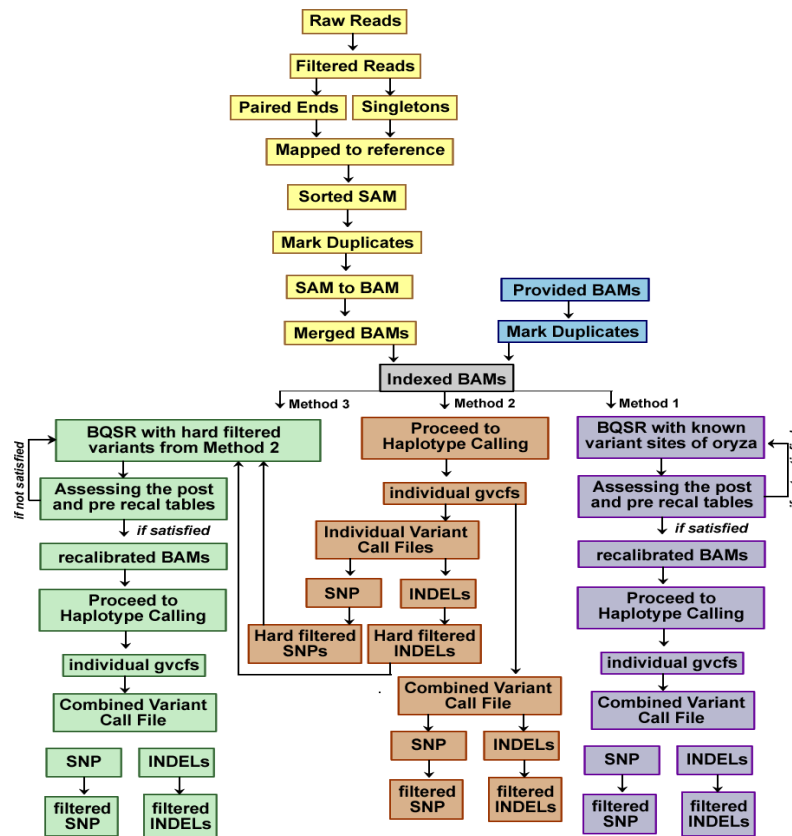 Raw Reads
Filtered Reads
Paired Ends
Singletons
Mapped to reference
Sorted SAM
Mark Duplicates
SAM to BAM
Merged BAMs
Provided BAMs
Mark Duplicates
Indexed BAMs
Method 3
Method 2
Method 1
BQSR with hard filtered
variants from Method 2
if not satisfied
Assessing the post
and pre recal tables
if satisfied
recalibrated BAMs
Proceed to
Haplotype Calling
individual gvcfs
Combined Variant
Call File
SNP
INDELs
filtered
SNP
filtered
INDELs
Proceed to
Haplotype Calling
individual gvcfs
Individual Variant
Call Files
SNP
INDELs
Hard filtered
SNPs
Hard filtered
INDELs
Combined Variant
Call File
SNP
INDELs
filtered
SNP
filtered
INDELs
BQSR with known
variant sites of oryza
Assessing the post
and pre recal tables
if satisfied
recalibrated BAMs
Proceed to
Haplotype Calling
individual gvcfs
Combined Variant
Call File
SNP
INDELs
filtered
SNP
filtered
INDELs